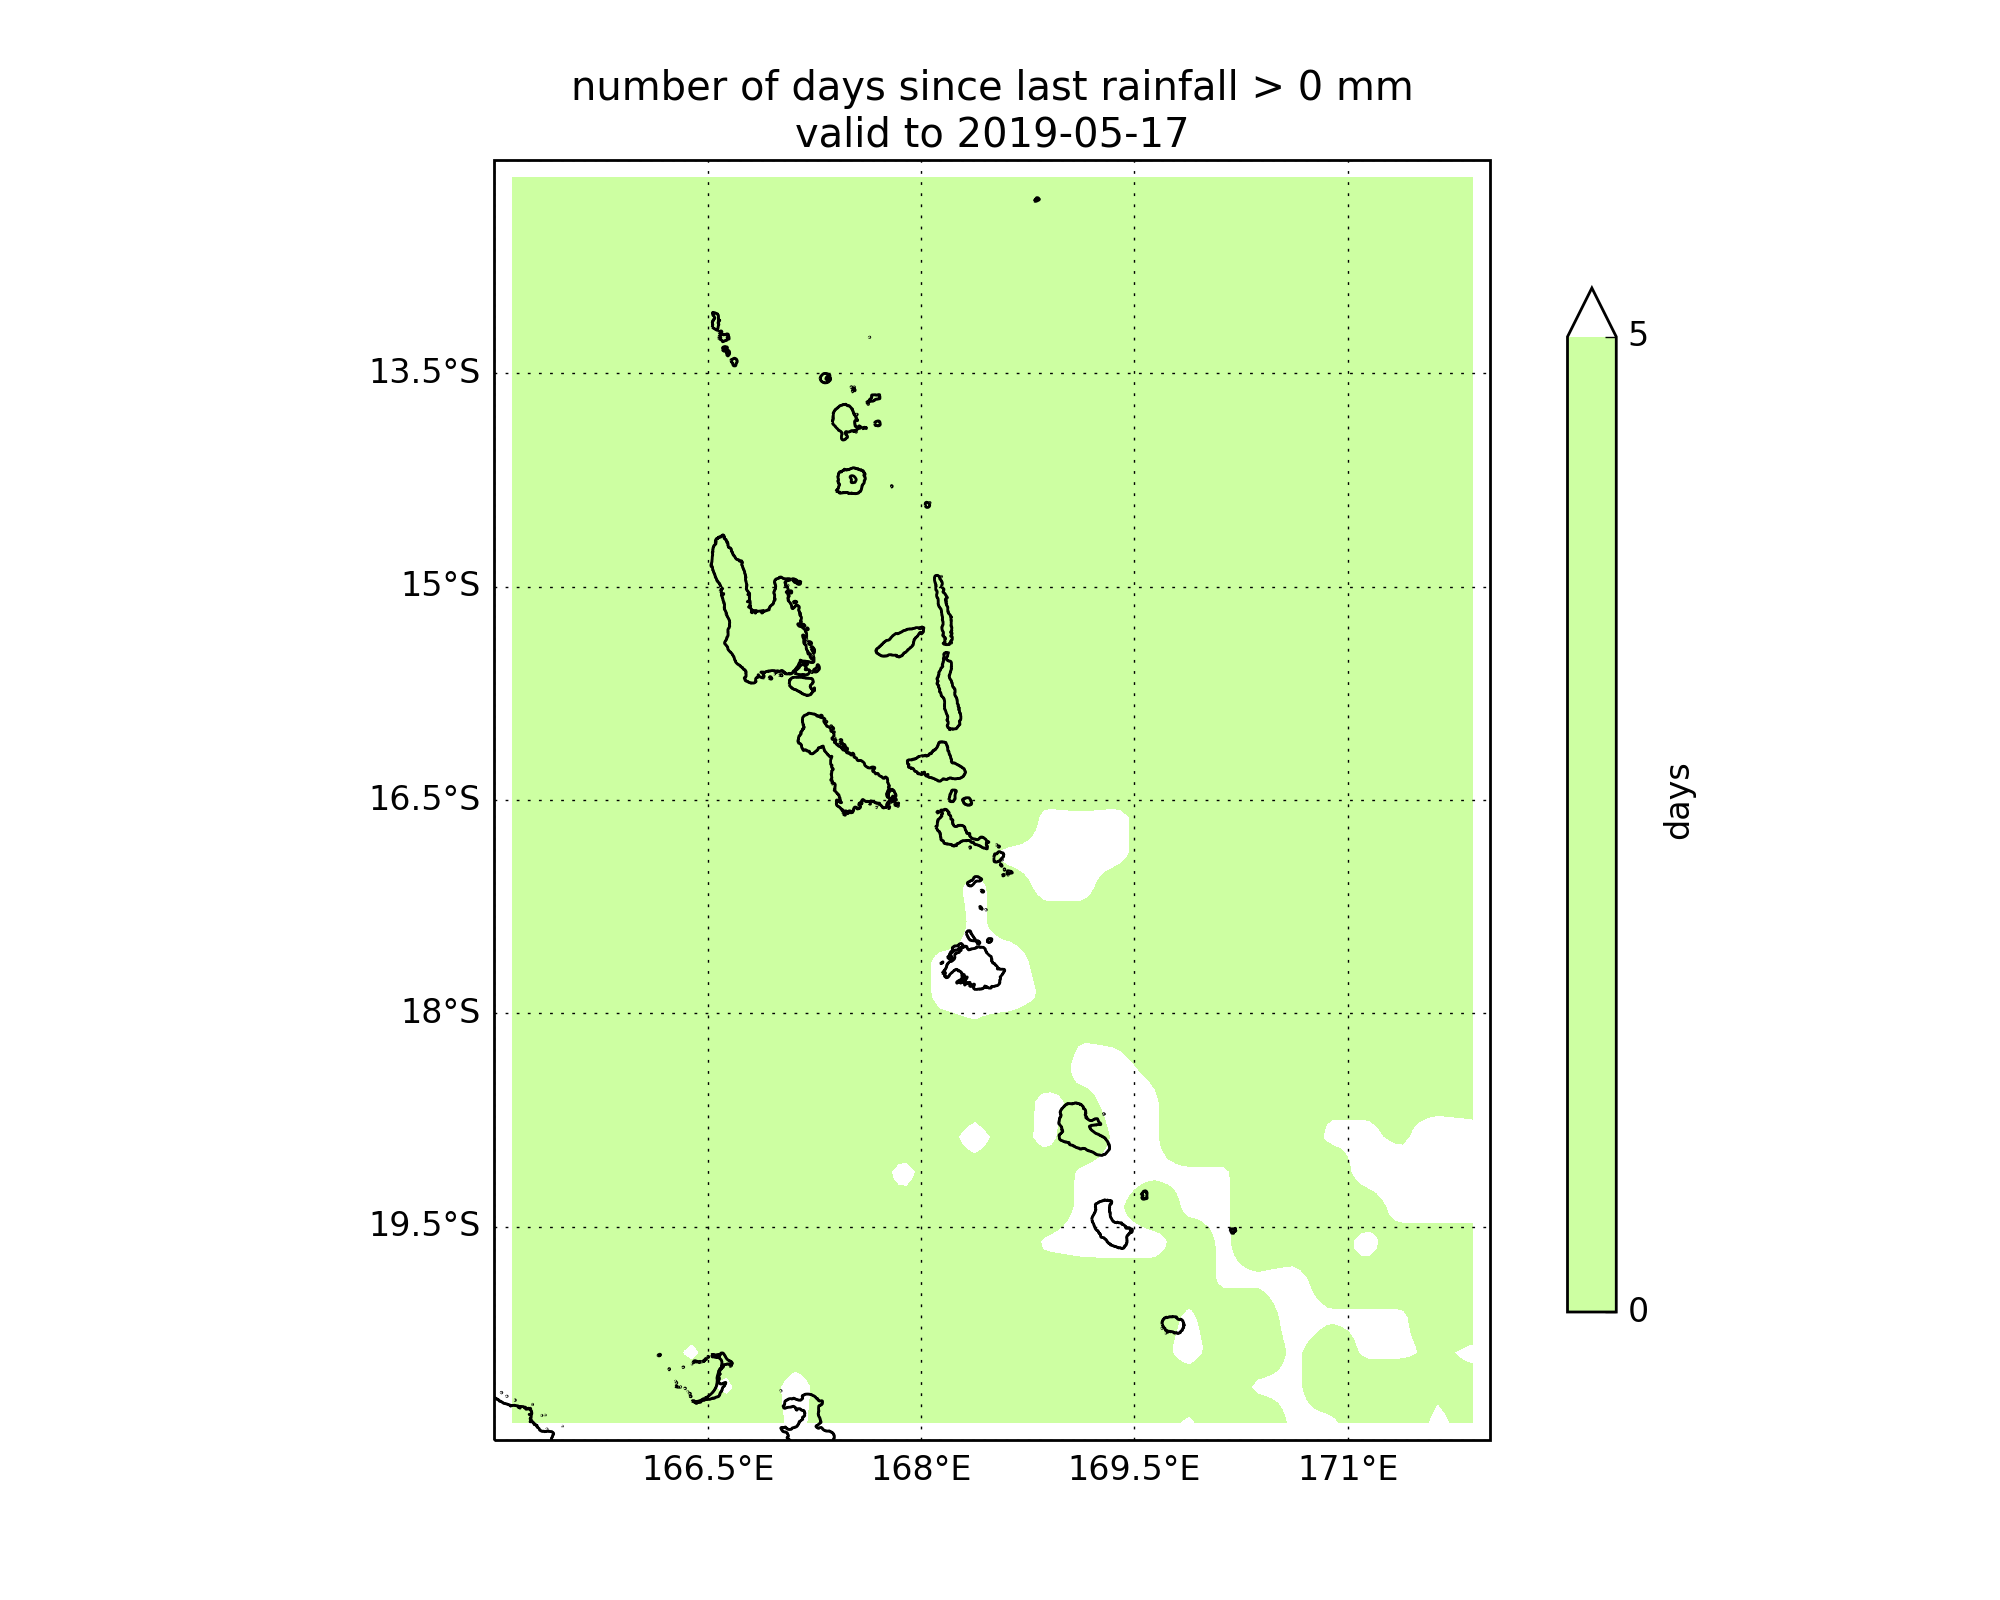 number of days since last rainfall > 0 mm
valid to 2019-05-17
13.5°S
15°S
16.5°S
18°S
19.5°S
166.5°E
168°E
169.5°E
171°E
5
0
days